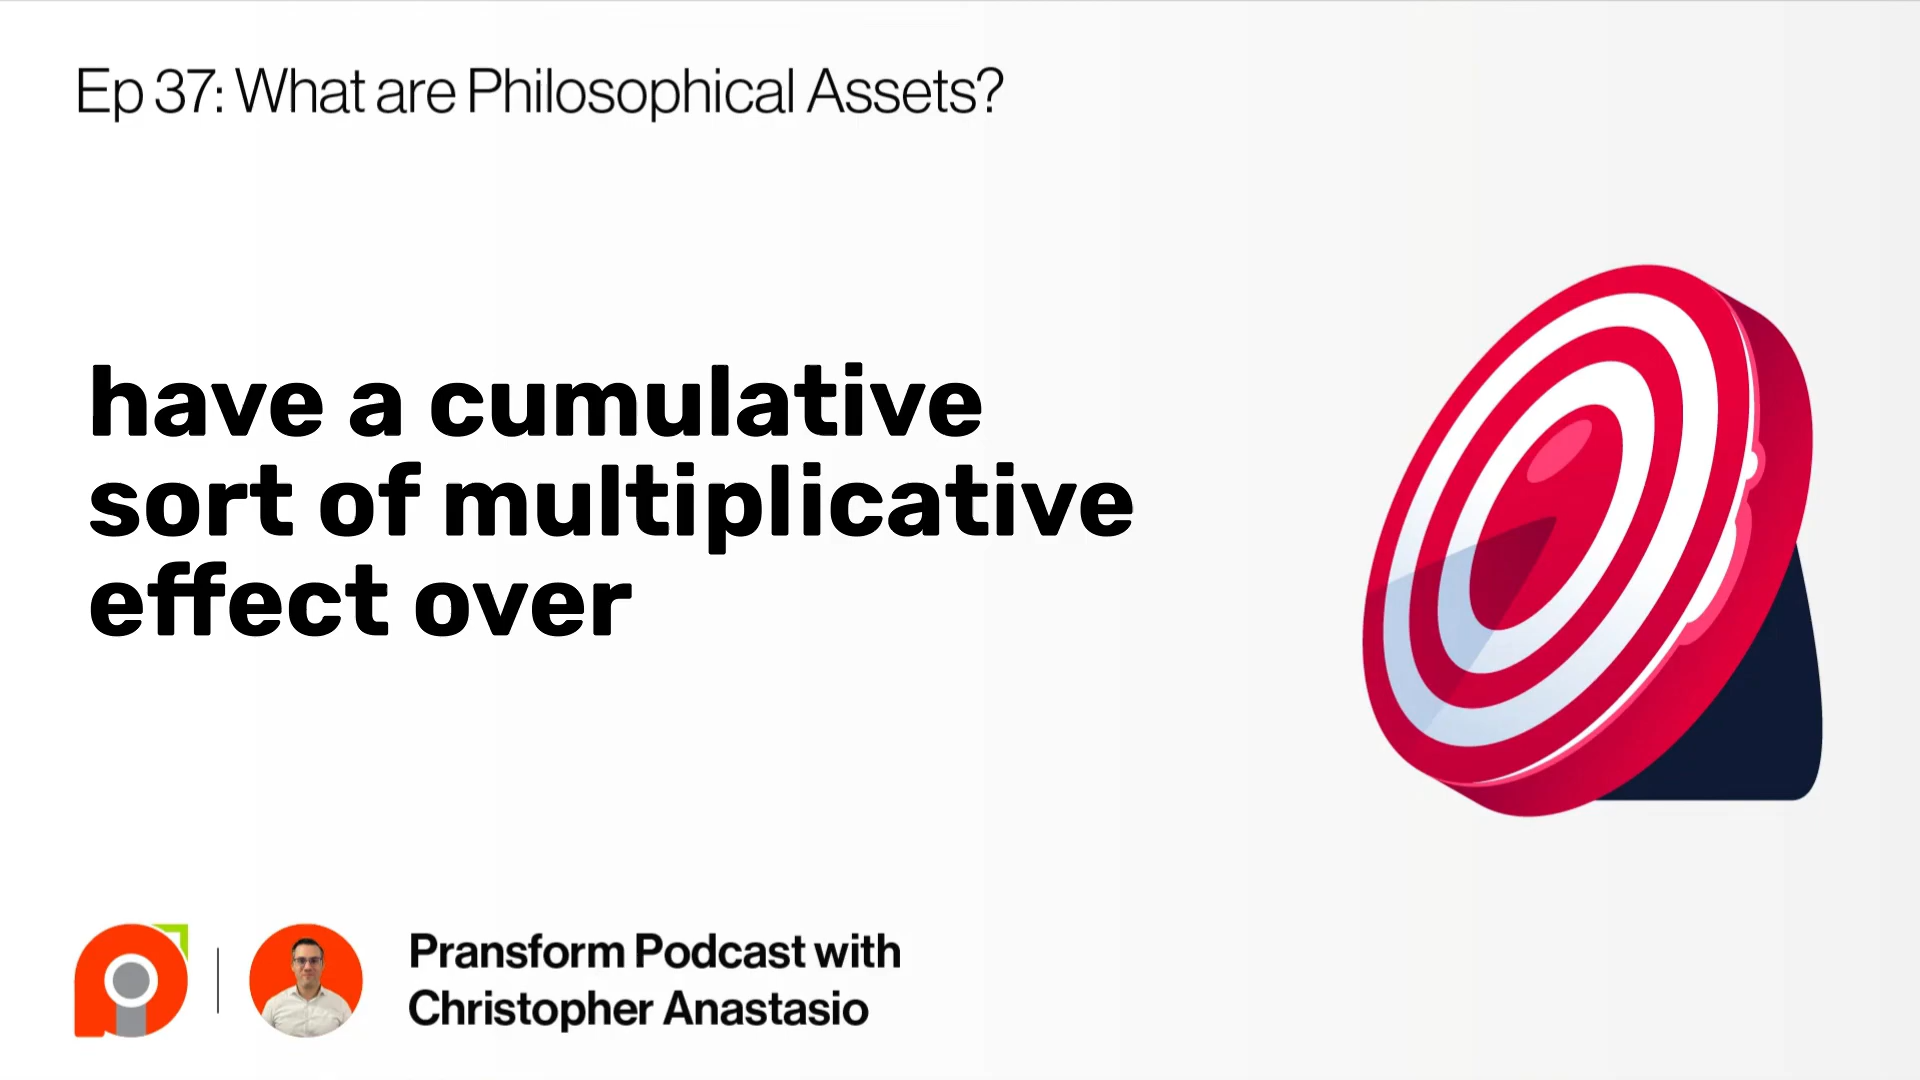 Ep 37: What are Philosophical Assets?
have a cumulative
sort of multiplicative
effect over
Pransform Podcast with
Christopher Anastasio